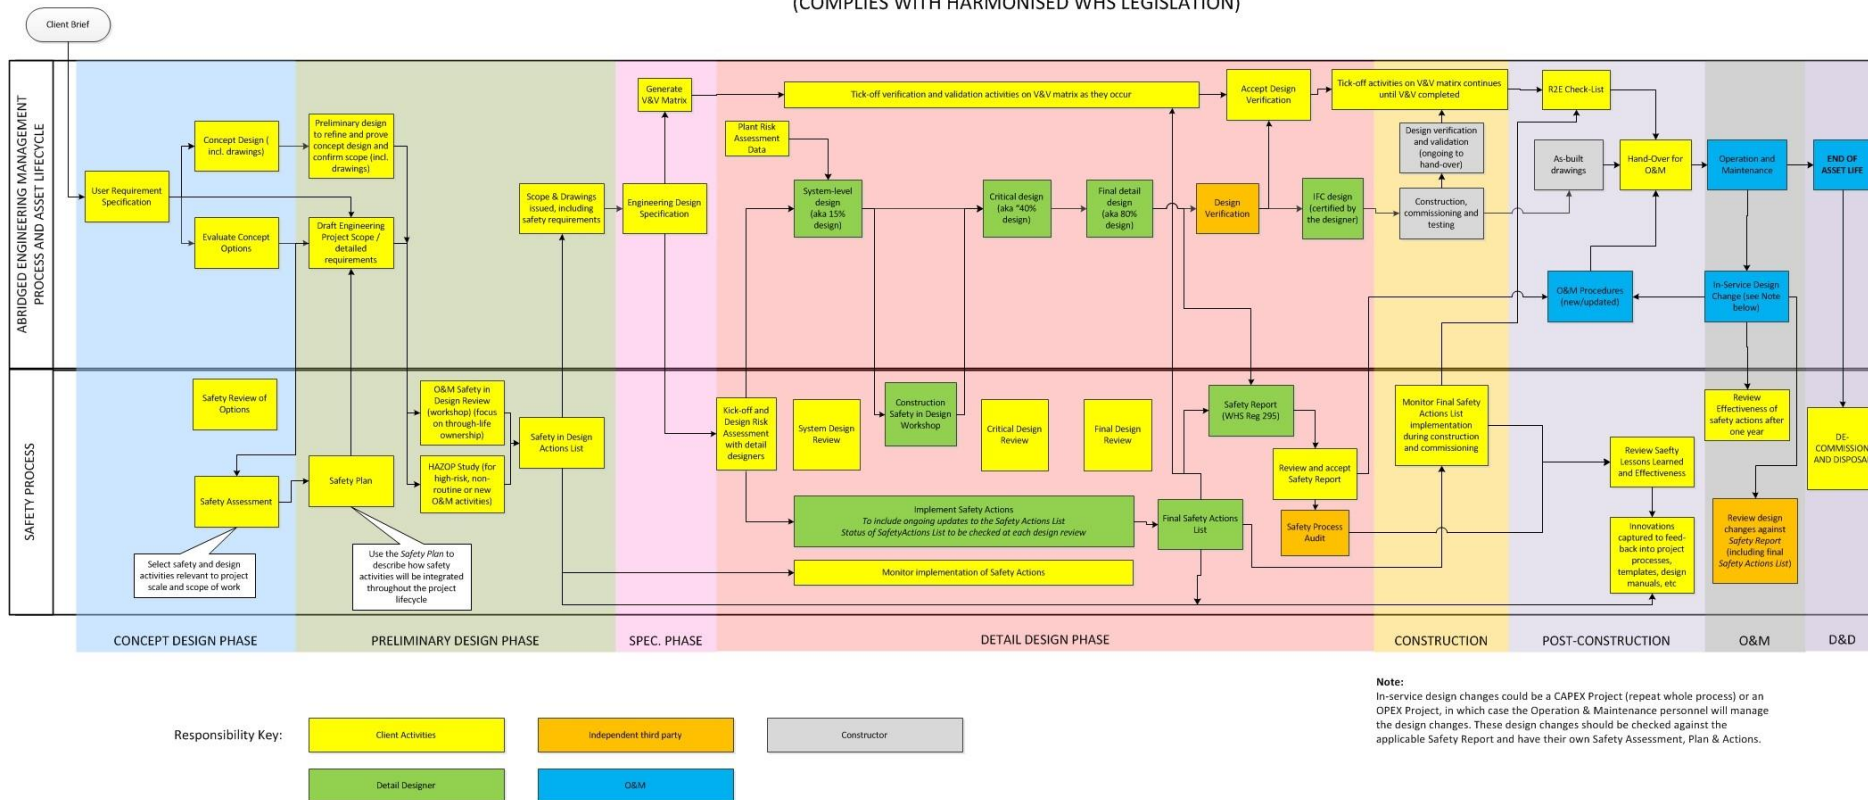 (COMPLIES WITH HARMONISED WHS LEGISLATION)
Client Brief
ABRIDGED ENGINEERING MANAGEMENT
PROCESS AND ASSET LIFECYCLE
User Requirement
Specification
Concept Design (
incl. drawings)
Evaluate Concept
Options
Preliminary design
to refine and prove
concept design and
confirm scope (incl.
drawings)
Draft Engineering
Project Scope /
detailed
requirements
Scope & Drawings
issued, including
safety requirements
Generate
V&V Matrix
Engineering Design
Specification
Tick-off verification and validation activities on V&V matrix as they occur
Plant Risk
Assessment
Data
System-level
design
(aka 15%
design)
Critical design
(aka ~40%
design)
Final detail
design
(aka 80%
design)
Design
Verification
Accept Design
Verification
IFC design
(certified by
the designer)
Tick-off activities on V&V matirx continues
until V&V completed
Design verification
and validation
(ongoing to
hand-over)
Construction,
commissioning and
testing
R2E Check-List
As-built
drawings
Hand-Over for
O&M
O&M Procedures
(new/updated)
Operation and
Maintenance
In-Service Design
Change (see Note
below)
END OF
ASSET LIFE
SAFETY PROCESS
Safety Review of
Options
Safety Assessment
Select safety and design
activities relevant to project
scale and scope of work
Safety Plan
Use the Safety Plan to
describe how safety
activities will be integrated
throughout the project
lifecycle
O&M Safety in
Design Review
(workshop) (focus
on through-life
ownership)
HAZOP Study (for
high-risk, non-
routine or new
O&M activities)
Safety in Design
Actions List
Kick-off and
Design Risk
Assessment
with detail
designers
System Design
Review
Construction
Safety in Design
Workshop
Critical Design
Review
Final Design
Review
Implement Safety Actions
To include ongoing updates to the Safety Actions List
Status of SafetyActions List to be checked at each design review
Monitor implementation of Safety Actions
Final Safety Actions
List
Safety Report
(WHS Reg 295)
Review and accept
Safety Report
Safety Process
Audit
Monitor Final Safety
Actions List
implementation
during construction
and commissioning
Review Saefty
Lessons Learned
and Effectiveness
Innovations
captured to feed-
back into project
processes,
templates, design
manuals, etc
Review
Effectiveness of
safety actions after
one year
Review design
changes against
Safety Report
(including final
Safety Actions List)
DE-
COMMISSION
AND DISPOSAL
CONCEPT DESIGN PHASE
PRELIMINARY DESIGN PHASE
SPEC. PHASE
DETAIL DESIGN PHASE
CONSTRUCTION
POST-CONSTRUCTION
O&M
D&D
Note:
In-service design changes could be a CAPEX Project (repeat whole process) or an
OPEX Project, in which case the Operation & Maintenance personnel will manage
the design changes. These design changes should be checked against the
applicable Safety Report and have their own Safety Assessment, Plan & Actions.
Responsibility Key:
Client Activities
Independent third party
Constructor
Detail Designer
O&M